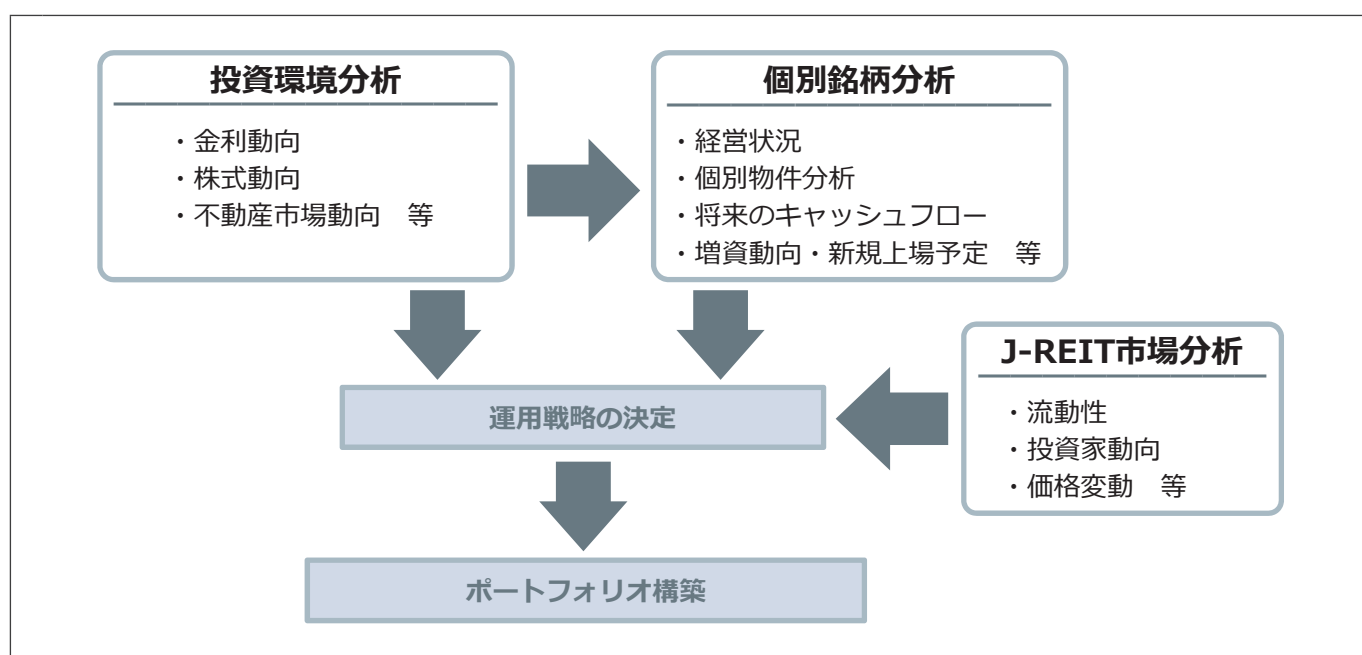 投資環境分析
・金利動向
・株式動向
・不動産市場動向　等
個別銘柄分析
・経営状況
・個別物件分析
・将来のキャッシュフロー
・増資動向・新規上場予定　等
J-REIT市場分析
・流動性
・投資家動向
・価格変動　等
運用戦略の決定
ポートフォリオ構築